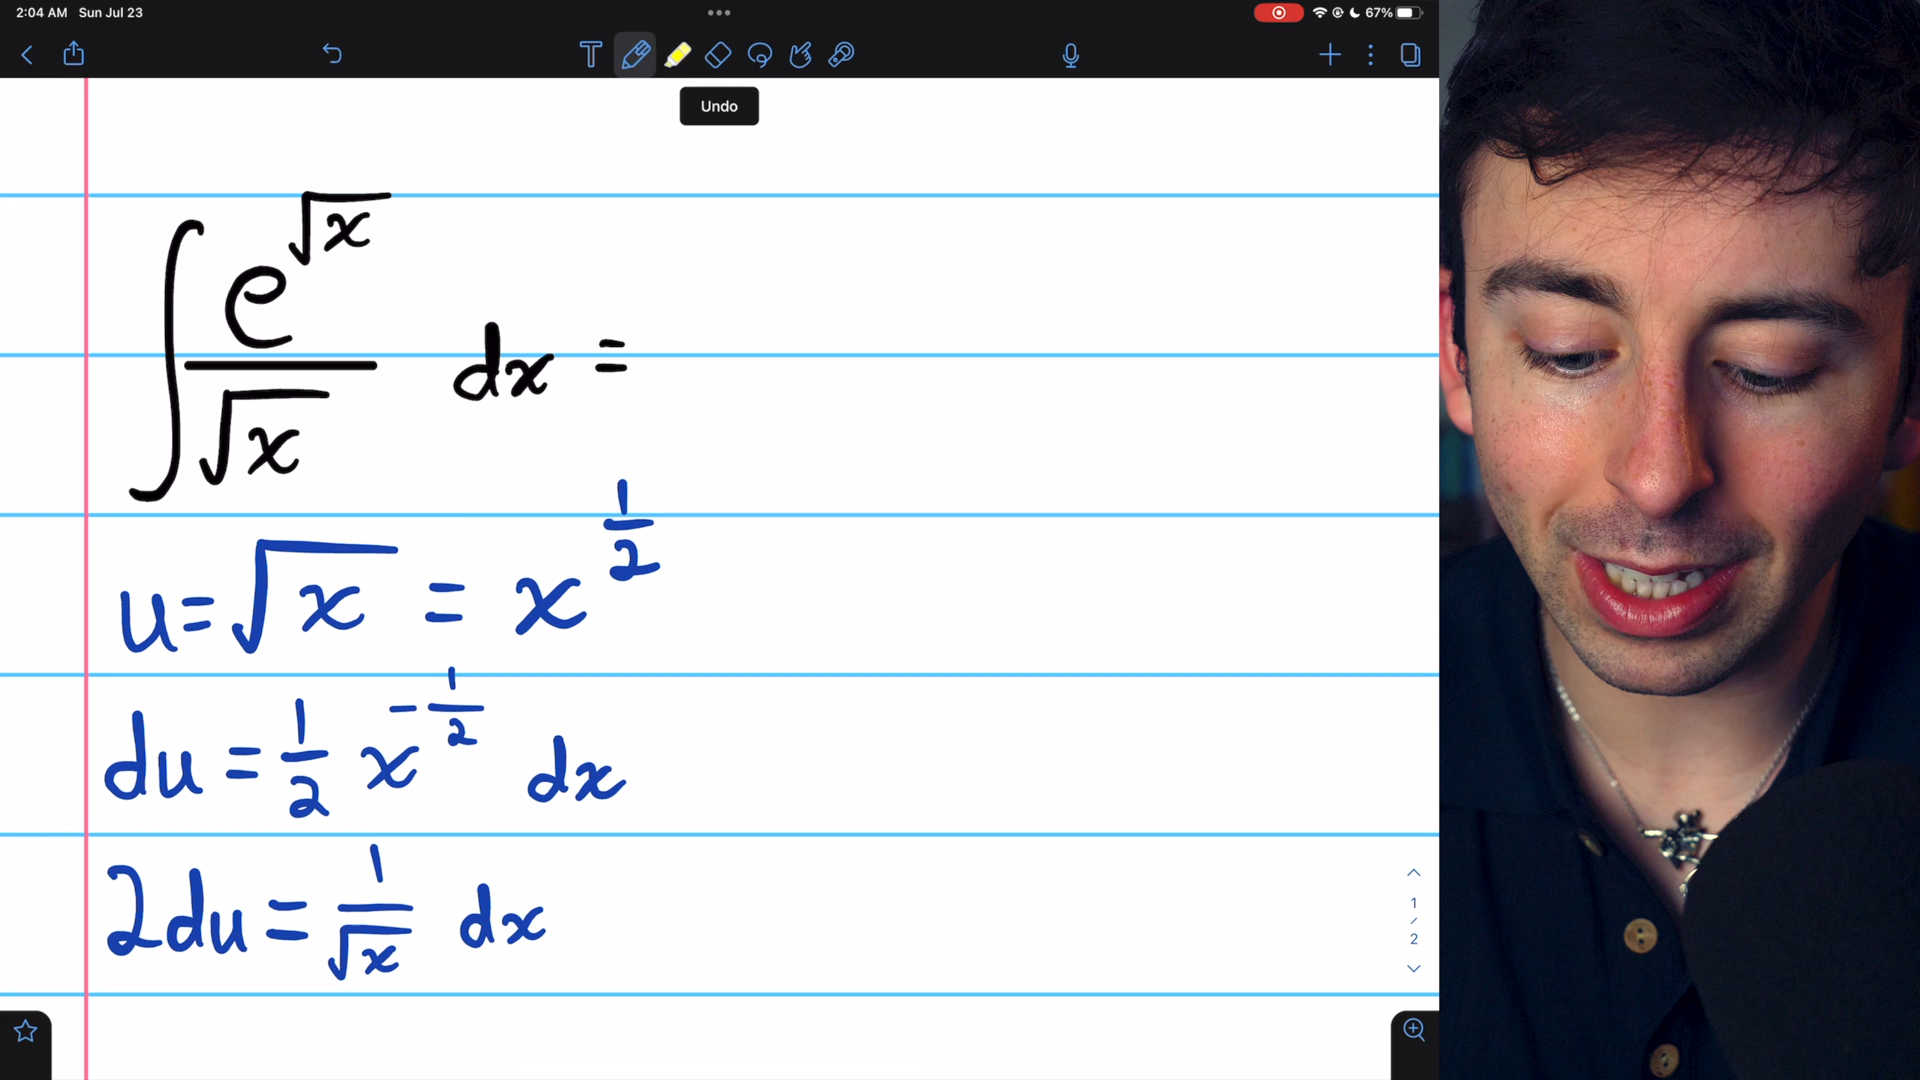 2:04 AM Sun Jul 23
67%
Undo
∫ e^√x / √x dx =
u = √x = x^(1/2)
du = 1/2 x^(-1/2) dx
2du = 1/√x dx
1
/
2